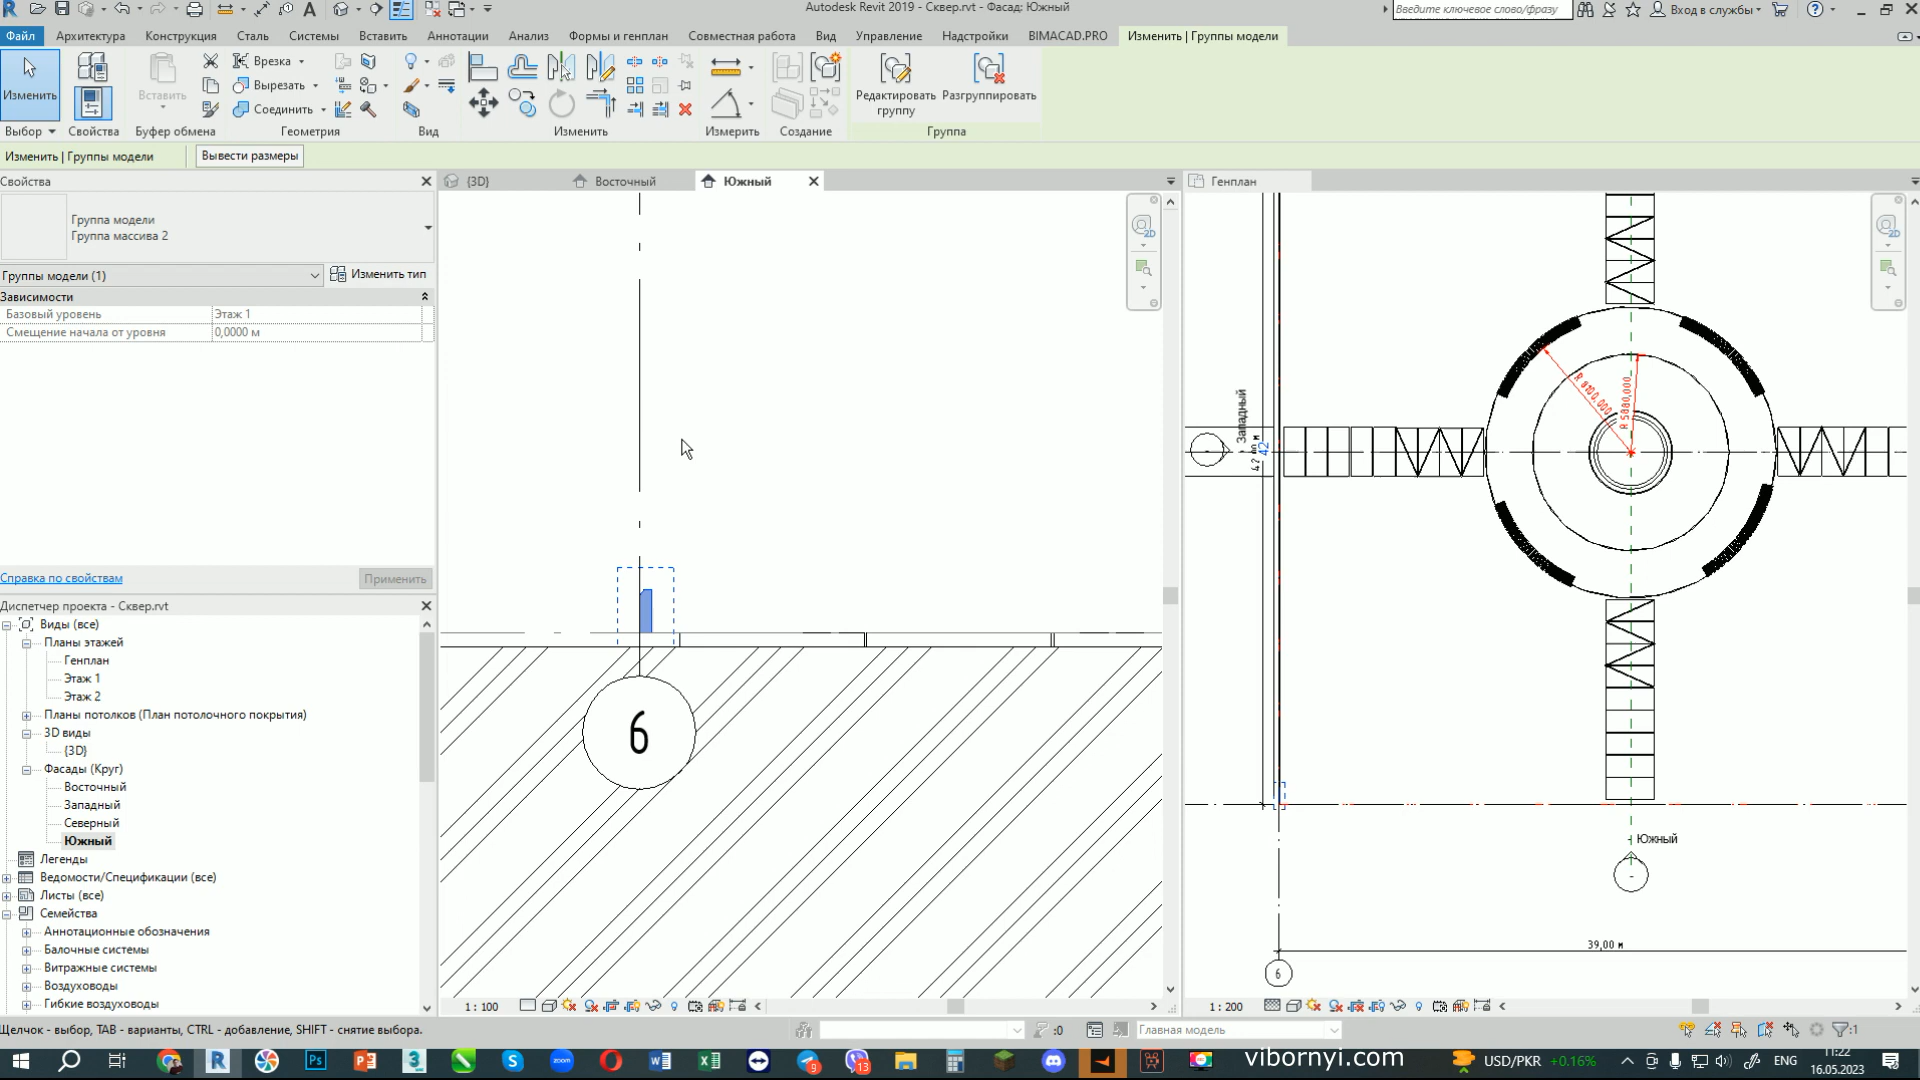 Autodesk Revit 2019 - Сквер.rvt - Фасад: Южный
Введите ключевое слово/фразу
Вход в службы
Файл Архитектура Конструкция Сталь Системы Вставить Аннотации Анализ Формы и генплан Совместная работа Вид Управление Надстройки BIMACAD.PRO Изменить | Группы модели
Изменить
Вставить
Врезка
Вырезать
Соединить
Редактировать группу
Разгруппировать
Выбор Свойства Буфер обмена Геометрия Вид Изменить Измерить Создание Группа
Изменить | Группы модели
Вывести размеры
Свойства
Группа модели
Группа массива 2
Группы модели (1)
Изменить тип
Зависимости
Базовый уровень Этаж 1
Смещение начала от уровня 0,0000 м
Справка по свойствам
Применить
Диспетчер проекта - Сквер.rvt
Виды (все)
Планы этажей
Генплан
Этаж 1
Этаж 2
Планы потолков (План потолочного покрытия)
3D виды
{3D}
Фасады (Круг)
Восточный
Западный
Северный
Южный
Легенды
Ведомости/Спецификации (все)
Листы (все)
Семейства
Аннотационные обозначения
Балочные системы
Витражные системы
Воздуховоды
Гибкие воздуховоды
{3D}
Восточный
Южный
6
1 : 100
Генплан
Западный
42
R 8100,000
R 5880,000
Южный
39,00 м
6
1 : 200
Щелчок - выбор, TAB - варианты, CTRL - добавление, SHIFT - снятие выбора.
:0
Главная модель
:1
vibornyi.com
USD/PKR +0.16%
ENG
11:22
16.05.2023